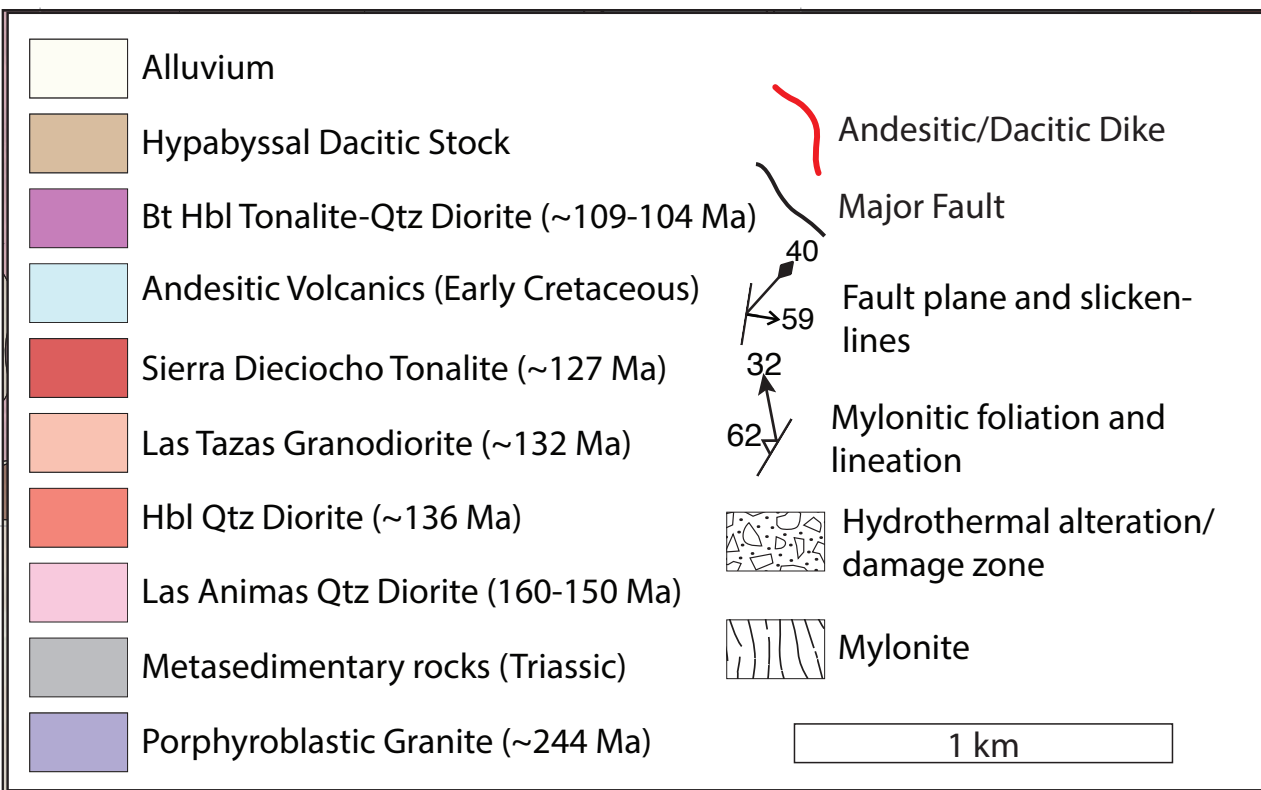 Alluvium
Hypabyssal Dacitic Stock
Bt Hbl Tonalite-Qtz Diorite (~109-104 Ma)
Andesitic Volcanics (Early Cretaceous)
Sierra Dieciocho Tonalite (~127 Ma)
Las Tazas Granodiorite (~132 Ma)
Hbl Qtz Diorite (~136 Ma)
Las Animas Qtz Diorite (160-150 Ma)
Metasedimentary rocks (Triassic)
Porphyroblastic Granite (~244 Ma)
Andesitic/Dacitic Dike
Major Fault
40
59
Fault plane and slicken-
lines
32
62
Mylonitic foliation and
lineation
Hydrothermal alteration/
damage zone
Mylonite
1 km